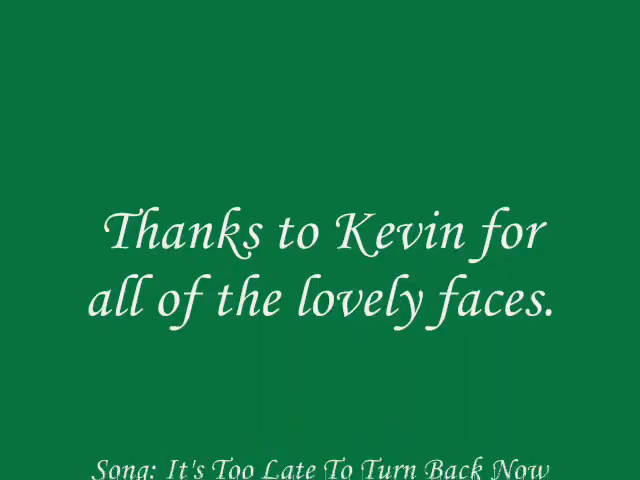 Thanks to Kevin for
all of the lovely faces.
Song: It's Too Late To Turn Back Now